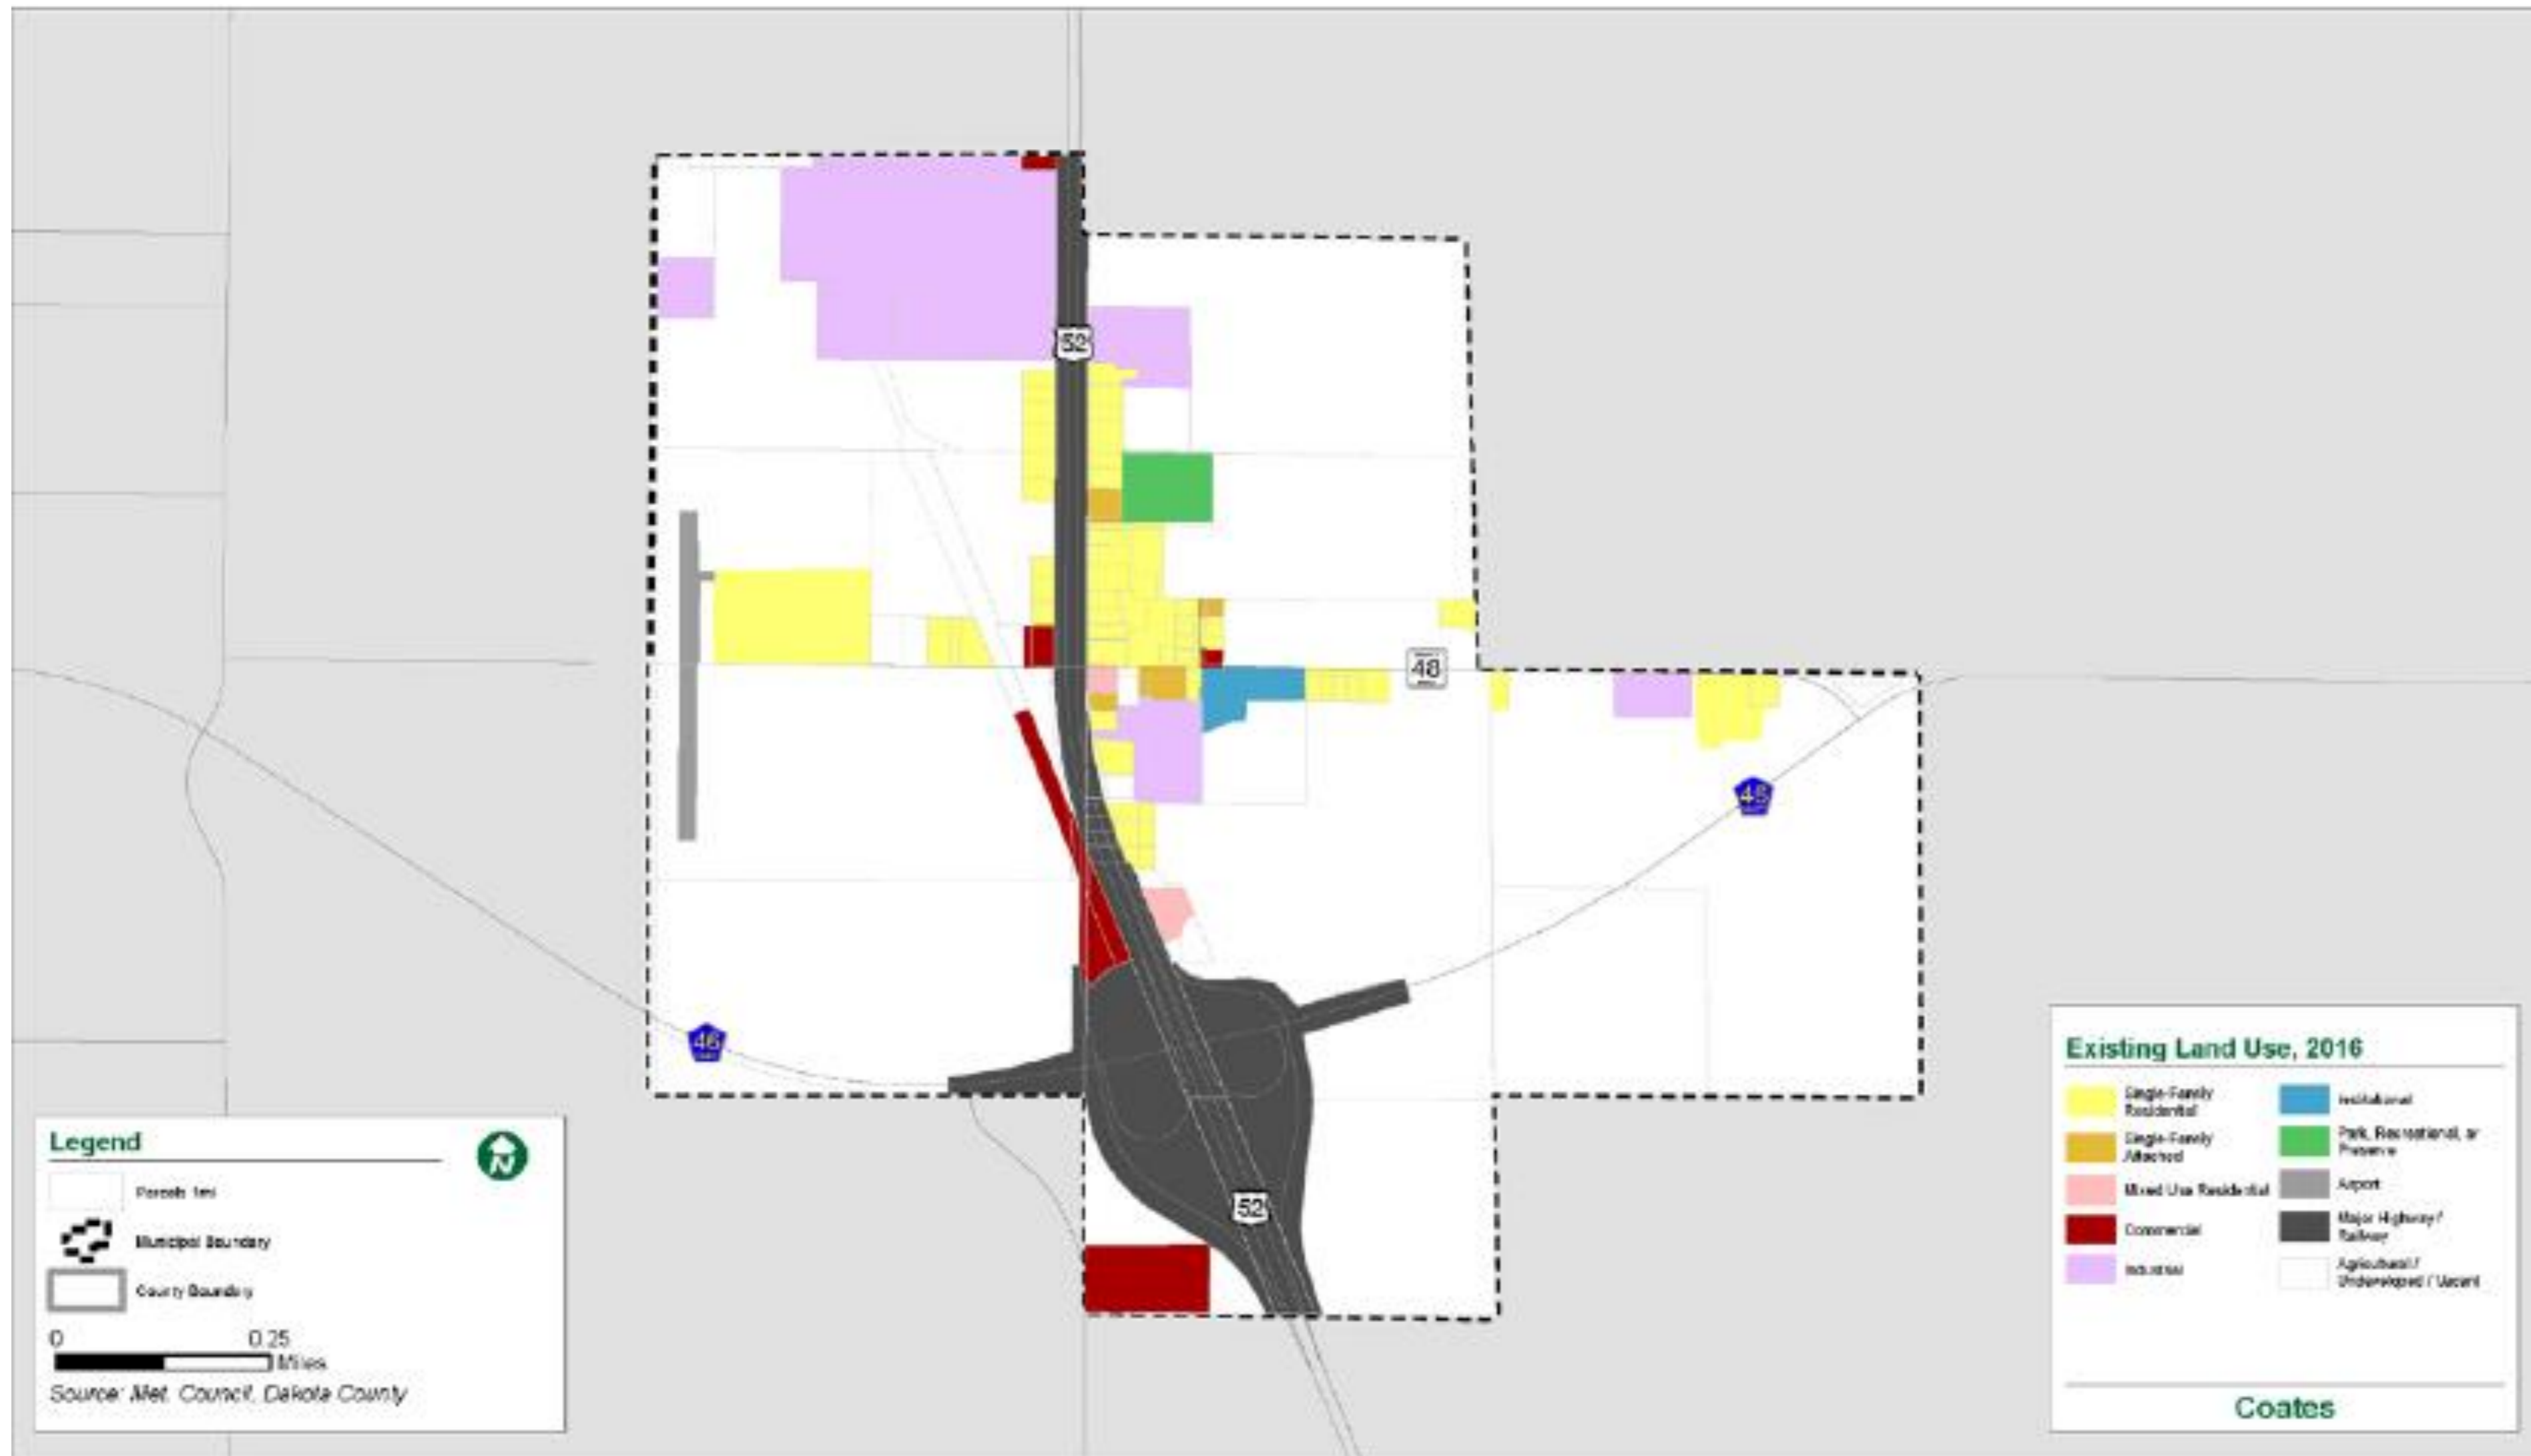 52
48
46
46
52
Legend
N
Parcels
Municipal Boundary
County Boundary
0 0.25
Miles
Source: Met. Council, Dakota County
Existing Land Use, 2016
Single-Family
Residential
Single-Family
Attached
Mixed Use Residential
Commercial
Industrial
Institutional
Park, Recreational, or
Preserve
Airport
Major Highway /
Railway
Agricultural /
Undeveloped / Vacant
Coates